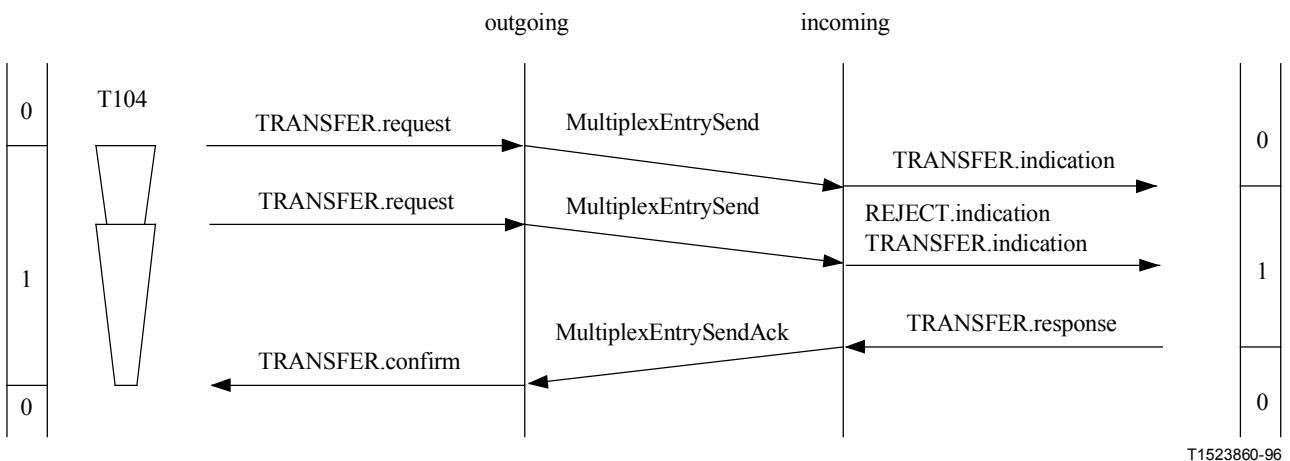 outgoing incoming
T104
0
TRANSFER.request MultiplexEntrySend
0
TRANSFER.indication
TRANSFER.request MultiplexEntrySend
REJECT.indication
TRANSFER.indication
1
1
TRANSFER.response
MultiplexEntrySendAck
TRANSFER.confirm
0
0
T1523860-96